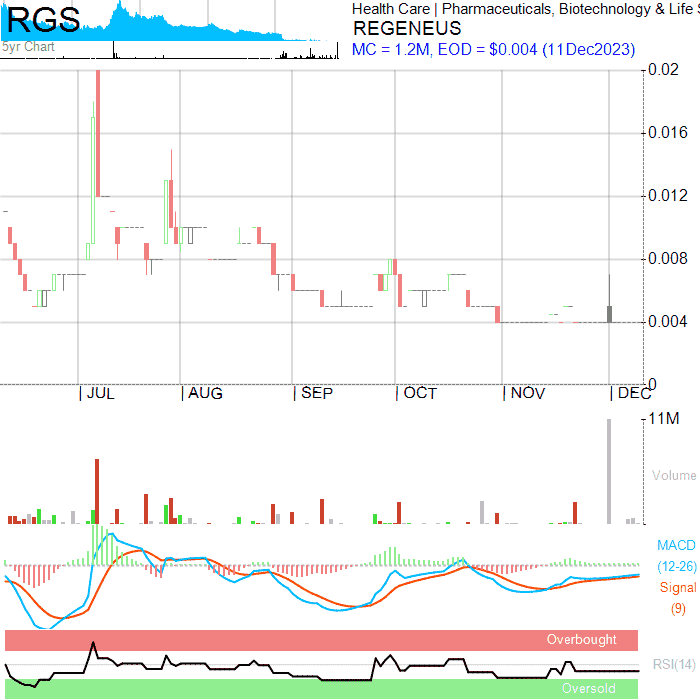 RGS
Health Care | Pharmaceuticals, Biotechnology & Life S
REGENEUS
5yr Chart
MC = 1.2M, EOD = $0.004 (11Dec2023)
0.02
0.016
0.012
0.008
0.004
0
JUL AUG SEP OCT NOV DEC
11M
Volume
MACD
(12-26)
Signal
(9)
Overbought
RSI(14)
Oversold